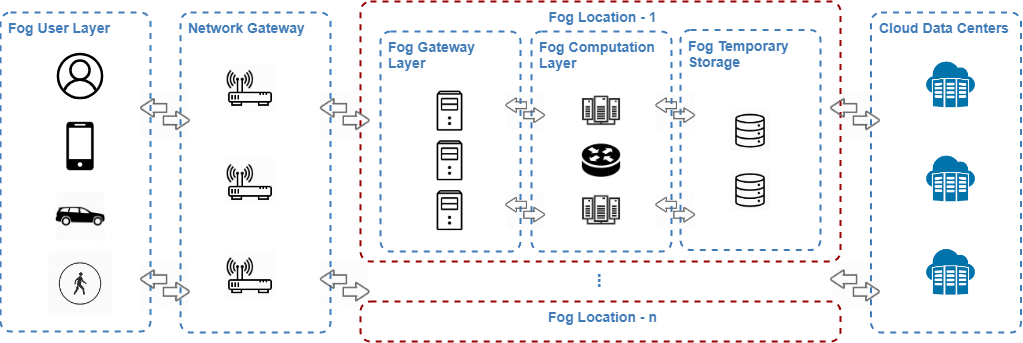 Fog User Layer
Network Gateway
Fog Location - 1
Fog Gateway
Layer
Fog Computation
Layer
Fog Temporary
Storage
Cloud Data Centers
Fog Location - n